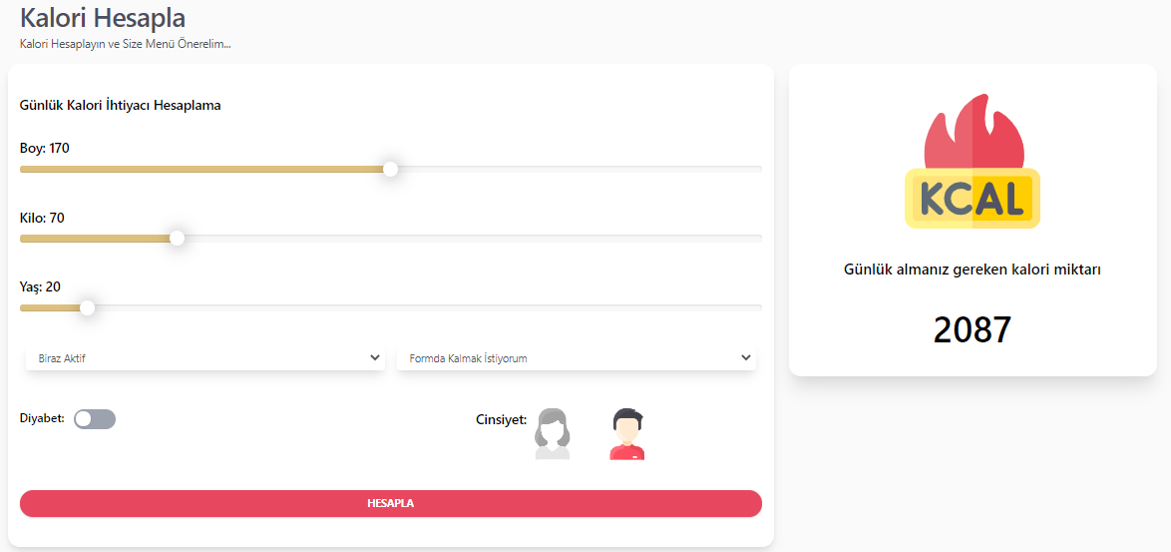 Kalori Hesapla
Kalori Hesaplayın ve Size Menü Önerelim...
Günlük Kalori İhtiyacı Hesaplama
Boy: 170
Kilo: 70
Yaş: 20
Biraz Aktif
Formda Kalmak İstiyorum
Diyabet:
Cinsiyet:
HESAPLA
KCAL
Günlük almanız gereken kalori miktarı
2087